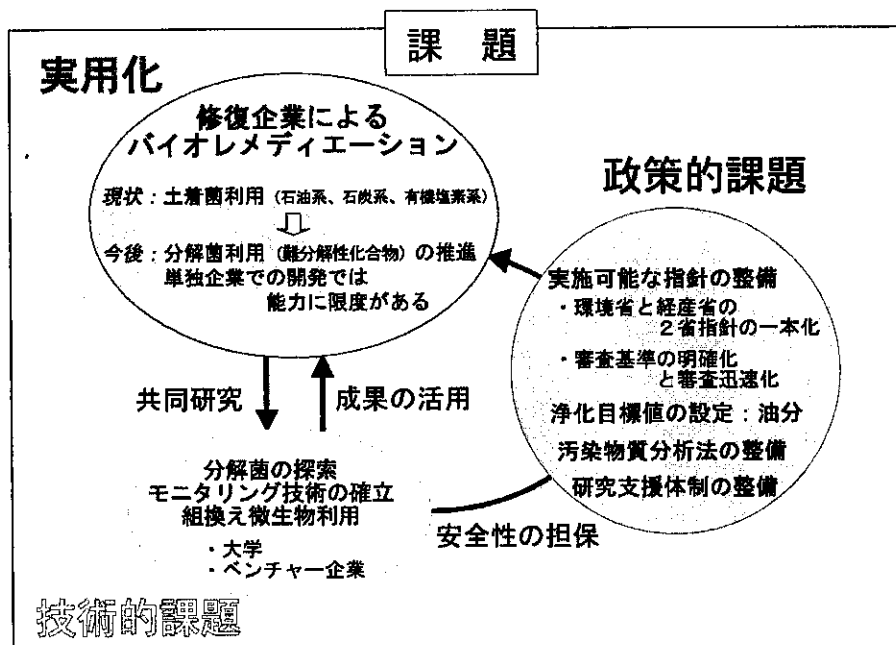 課 題
実用化
修復企業による
バイオレメディエーション
現状：土着菌利用（石油系、石炭系、有機塩素系）
今後：分解菌利用（難分解性化合物）の推進
単独企業での開発では
能力に限度がある
政策的課題
実施可能な指針の整備
・環境省と経産省の
２省指針の一本化
・審査基準の明確化
と審査迅速化
浄化目標値の設定：油分
汚染物質分析法の整備
研究支援体制の整備
共同研究
成果の活用
分解菌の探索
モニタリング技術の確立
組換え微生物利用
・大学
・ベンチャー企業
安全性の担保
技術的課題